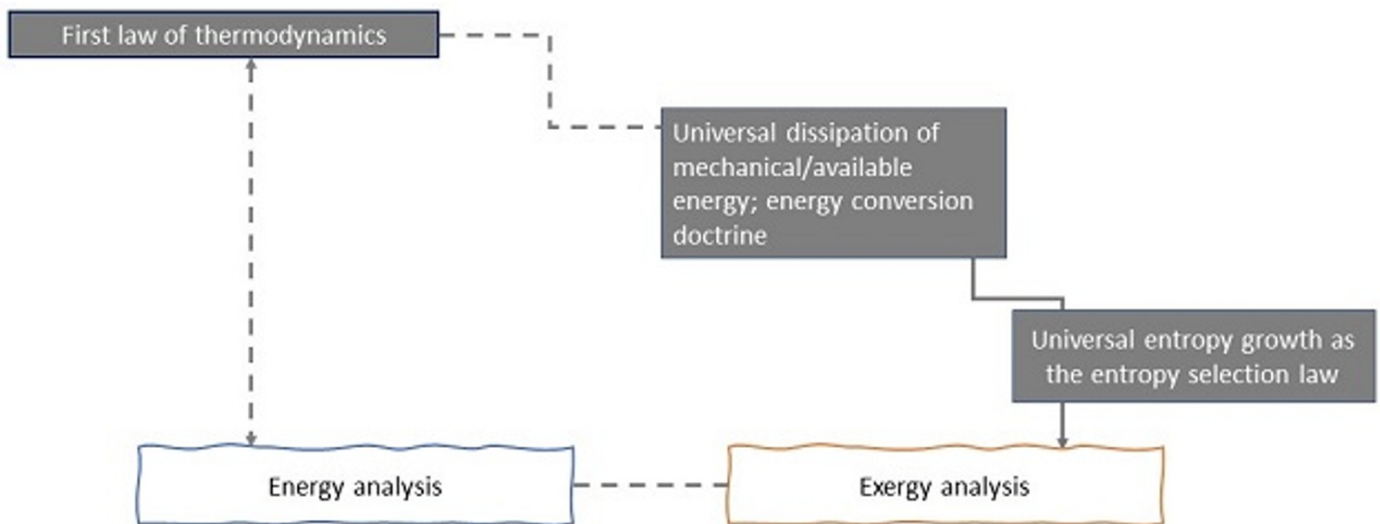 First law of thermodynamics
Universal dissipation of
mechanical/available
energy; energy conversion
doctrine
Universal entropy growth as
the entropy selection law
Energy analysis
Exergy analysis